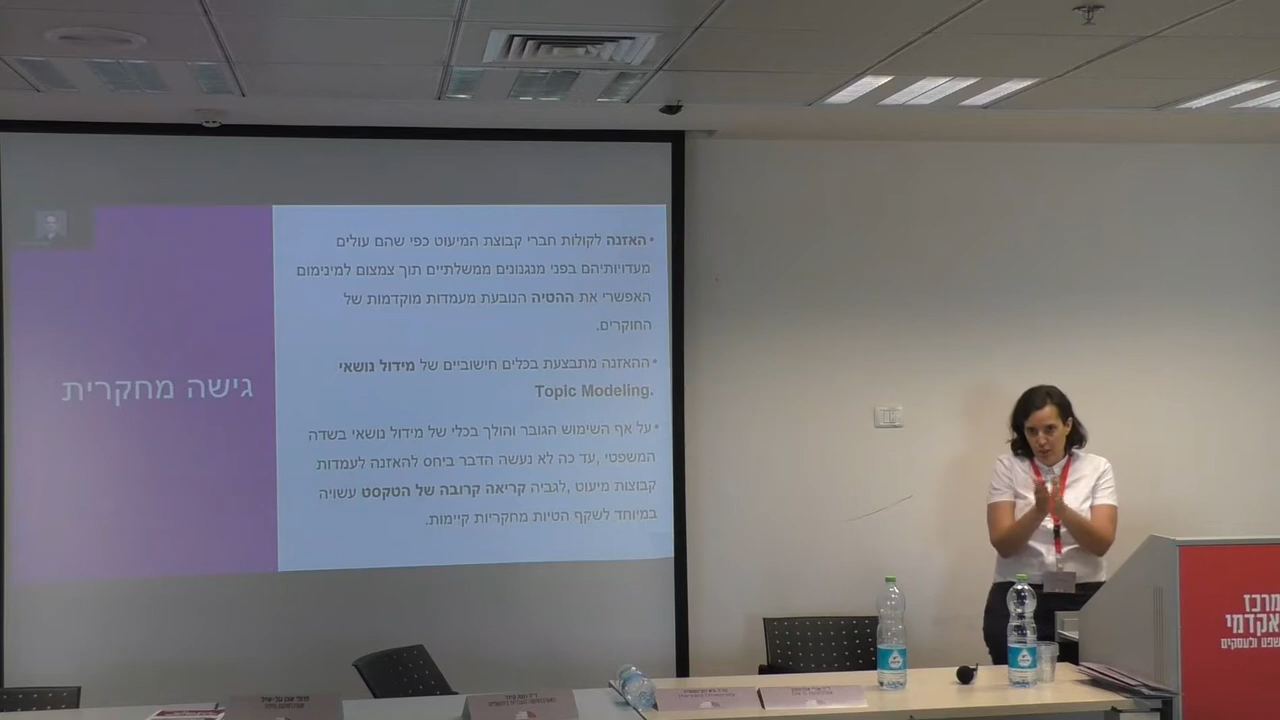 גישה מחקרית
•האזנה לקולות חברי קבוצת המיעוט כפי שהם עולים
מעדויותיהם בפני מנגנונים ממשלתיים תוך צמצום למינימום
האפשרי את ההטיה הנובעת מעמדות מוקדמות של
החוקרים.
•ההאזנה מתבצעת בכלים חישוביים של מידול נושאי
Topic Modeling.
•על אף השימוש הגובר והולך בכלי של מידול נושאי בשדה
המשפטי ,עד כה לא נעשה הדבר ביחס להאזנה לעמדות
קבוצות מיעוט ,לגביה קריאה קרובה של הטקסט עשויה
במיוחד לשקף הטיות מחקריות קיימות.
מרכז
אקדמי
משפט ולעסקים
Harvard University